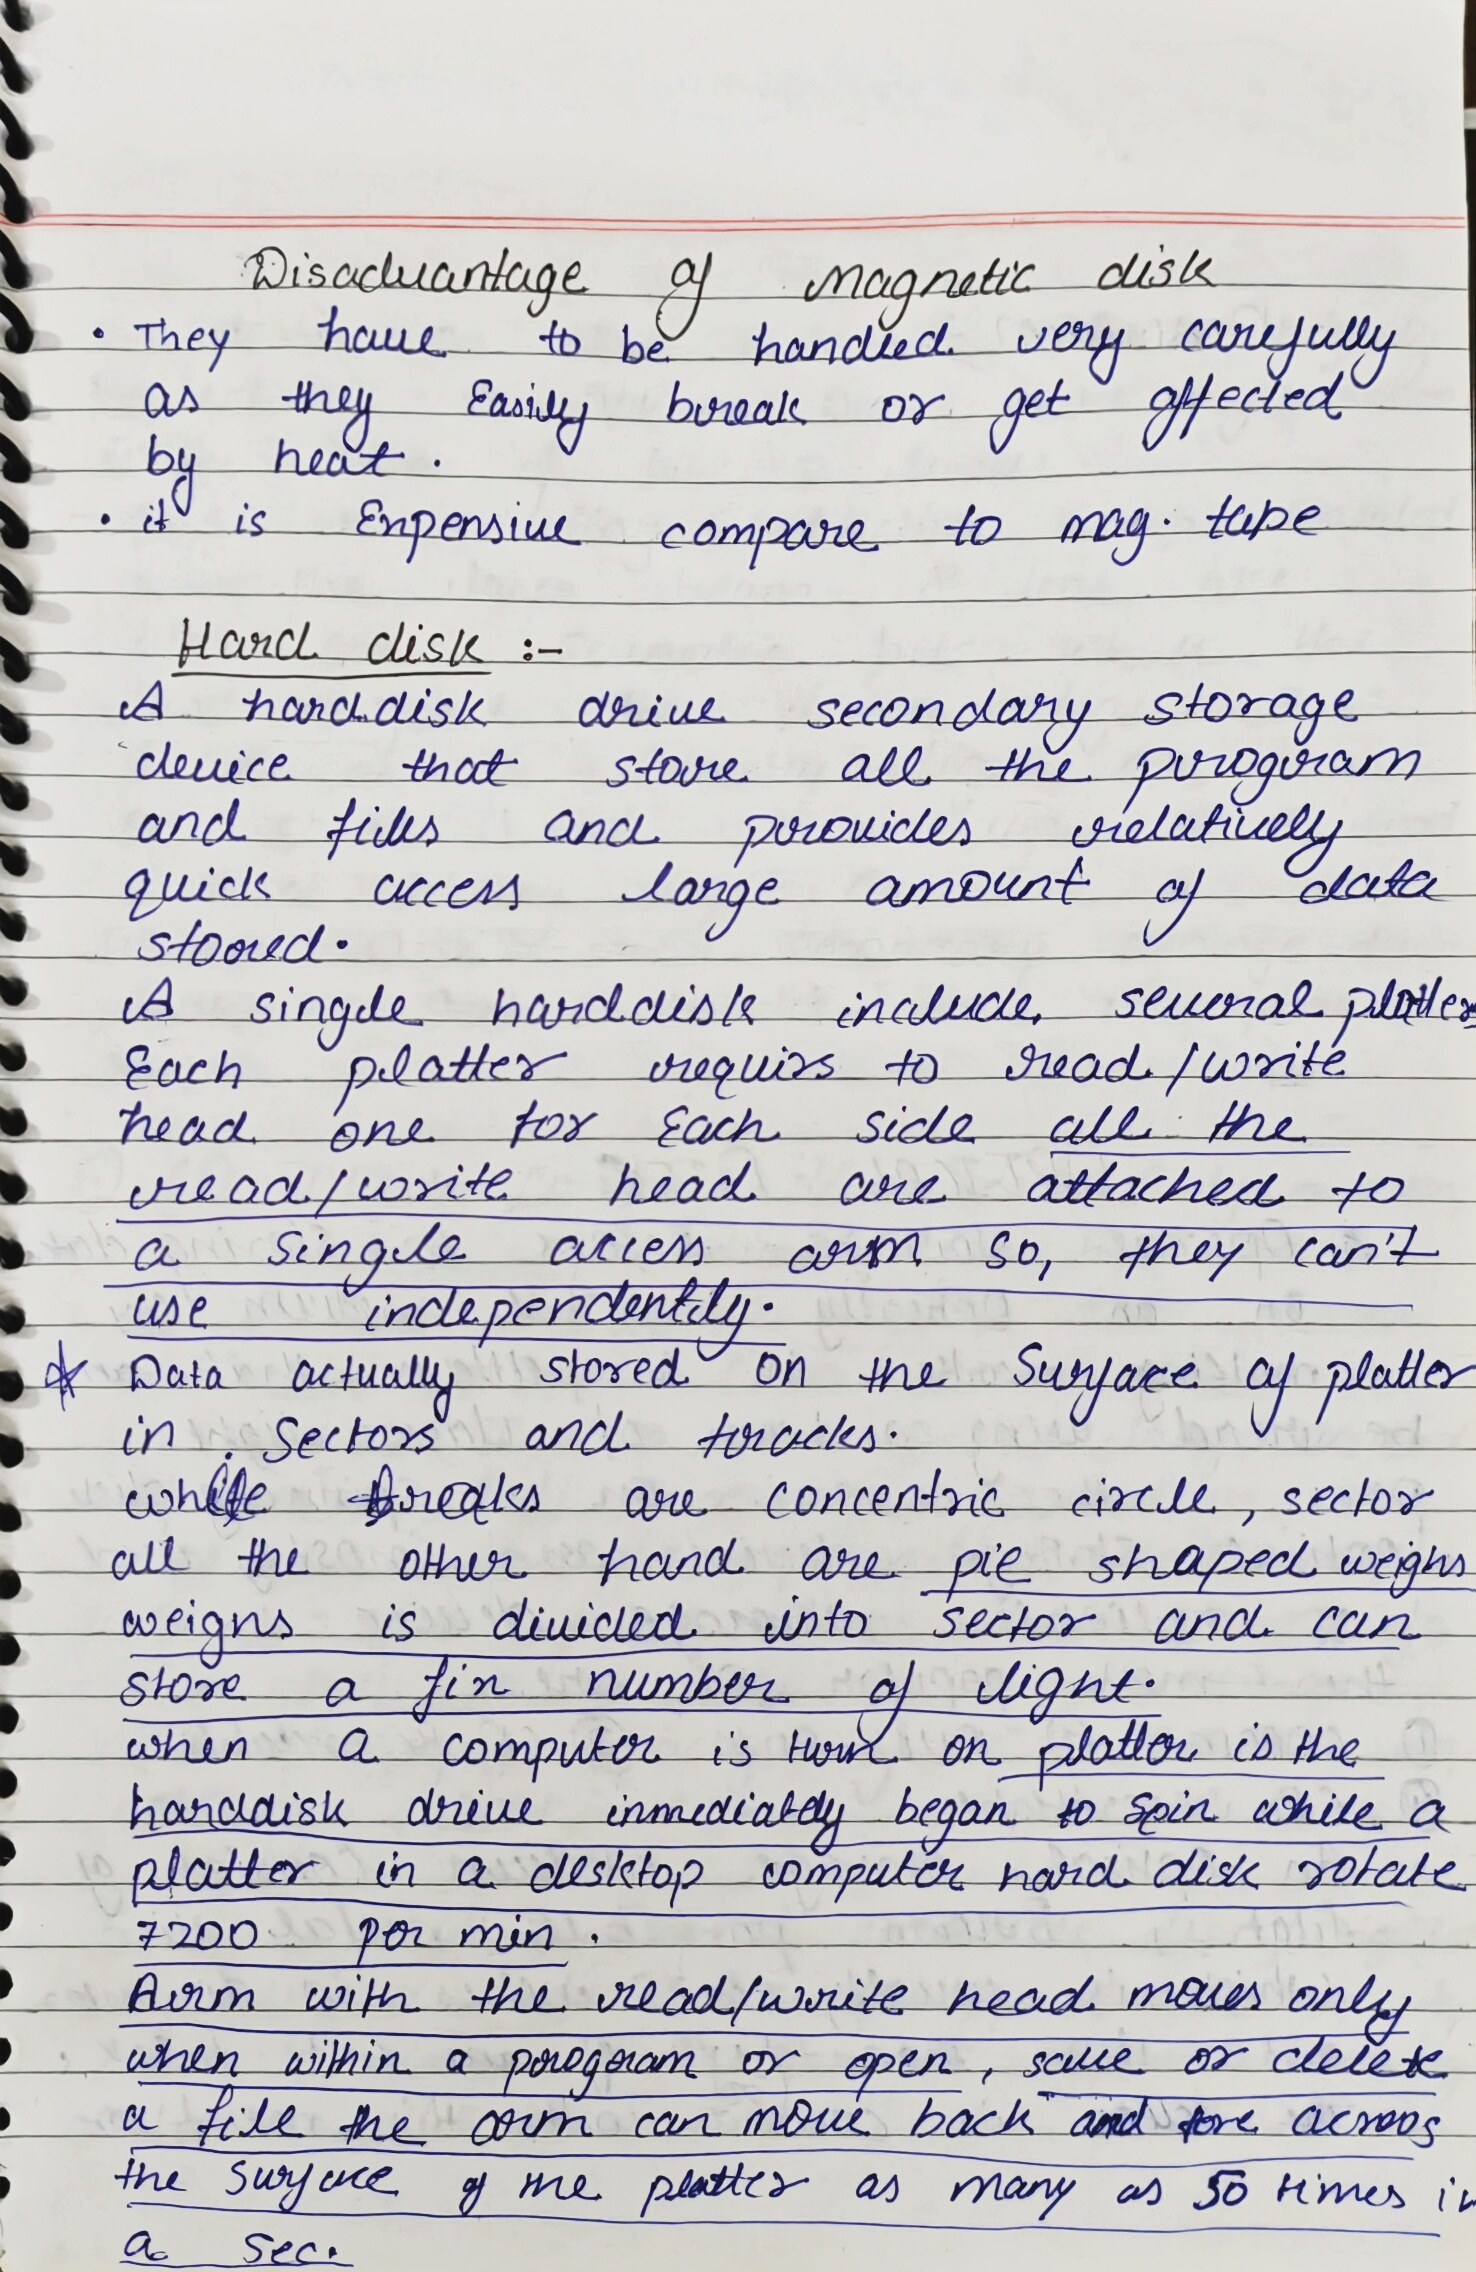 Disadvantage of Magnetic disk
• They have to be handled very carefully
as they Easily break or get affected
by heat.
• it is Expensive compare to mag. tape
Hard disk :-
A harddisk drive secondary storage
device that store all the program
and files and provides relatively
quick access large amount of data
stored.
A single harddisk include several platters
Each platter requirs to read/write
head one for Each side all the
read/write head are attached to
a single access arm so, they can't
use independently.
* Data actually stored on the Surface of platter
in . Sectors and tracks.
while are concentric circle, sector
all the other hand are pie shaped weighs
weighs is divided into sector and can
store a fix number of light.
when a computer is turn on platter is the
harddisk drive immediately began to spin while a
platter in a desktop computer hard disk rotate
7200 per min.
Arm with the read/write head moves only
when within a program or open, save or delete
a file the arm can move back and fore across
the surface of the platter as many as 50 times in
a sec.